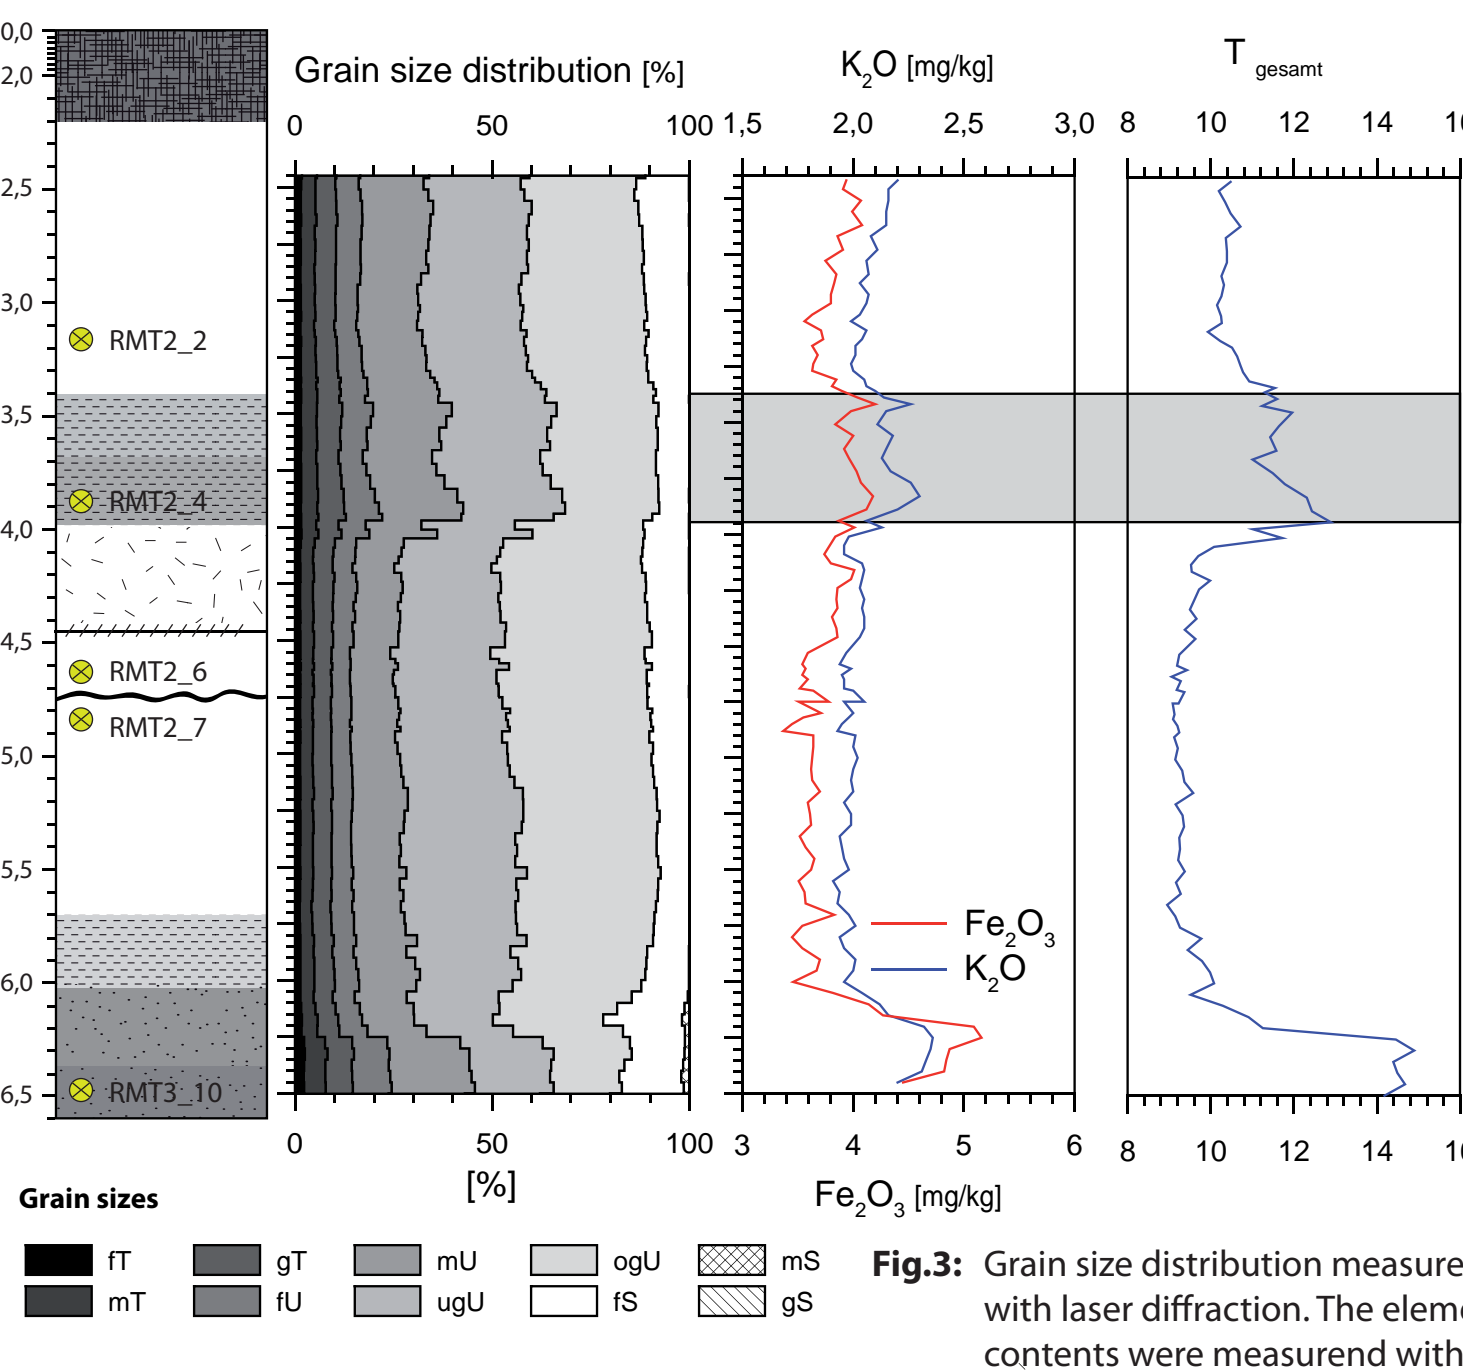 Grain size distribution [%]
K2O [mg/kg]
T gesamt
0 50 100
1,5 2,0 2,5 3,0
8 10 12 14
0,0
2,0
2,5
3,0
RMT2_2
3,5
RMT2_4
4,0
4,5
RMT2_6
RMT2_7
5,0
5,5
Fe2O3
K2O
6,0
RMT3_10
6,5
0 50 100
3 4 5 6
8 10 12 14
[%]
Fe2O3 [mg/kg]
Grain sizes
fT gT mU ogU mS
mT fU ugU fS gS
Fig.3: Grain size distribution measure
with laser diffraction. The eleme
contents were measurend with